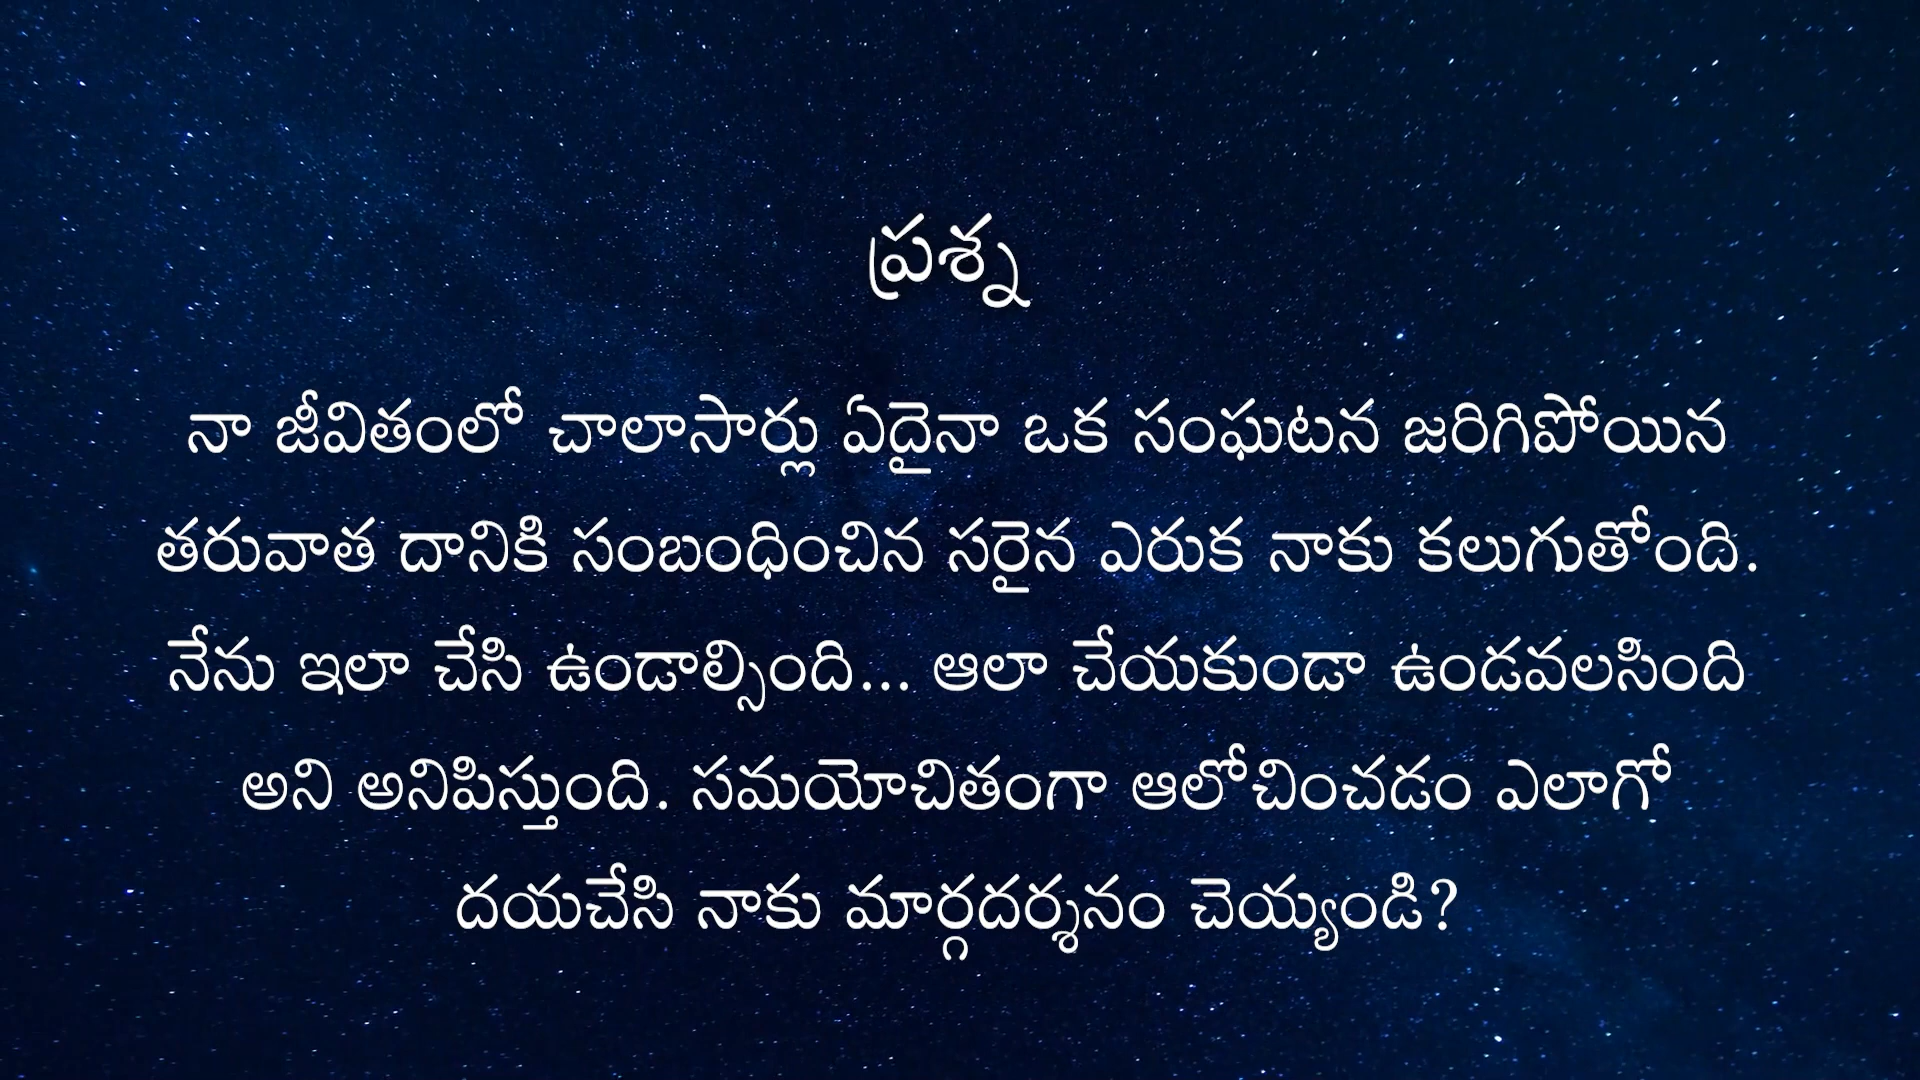 ప్రశ్న
నా జీవితంలో చాలాసార్లు ఏదైనా ఒక సంఘటన జరిగిపోయిన
తరువాత దానికి సంబంధించిన సరైన ఎరుక నాకు కలుగుతోంది.
నేను ఇలా చేసి ఉండాల్సింది... ఆలా చేయకుండా ఉండవలసింది
అని అనిపిస్తుంది. సమయోచితంగా ఆలోచించడం ఎలాగో
దయచేసి నాకు మార్గదర్శనం చెయ్యండి?